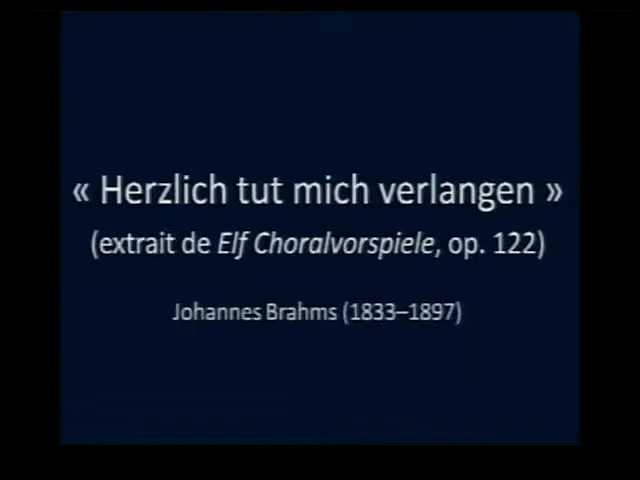 « Herzlich tut mich verlangen »
(extrait de Elf Choralvorspiele, op. 122)
Johannes Brahms (1833–1897)